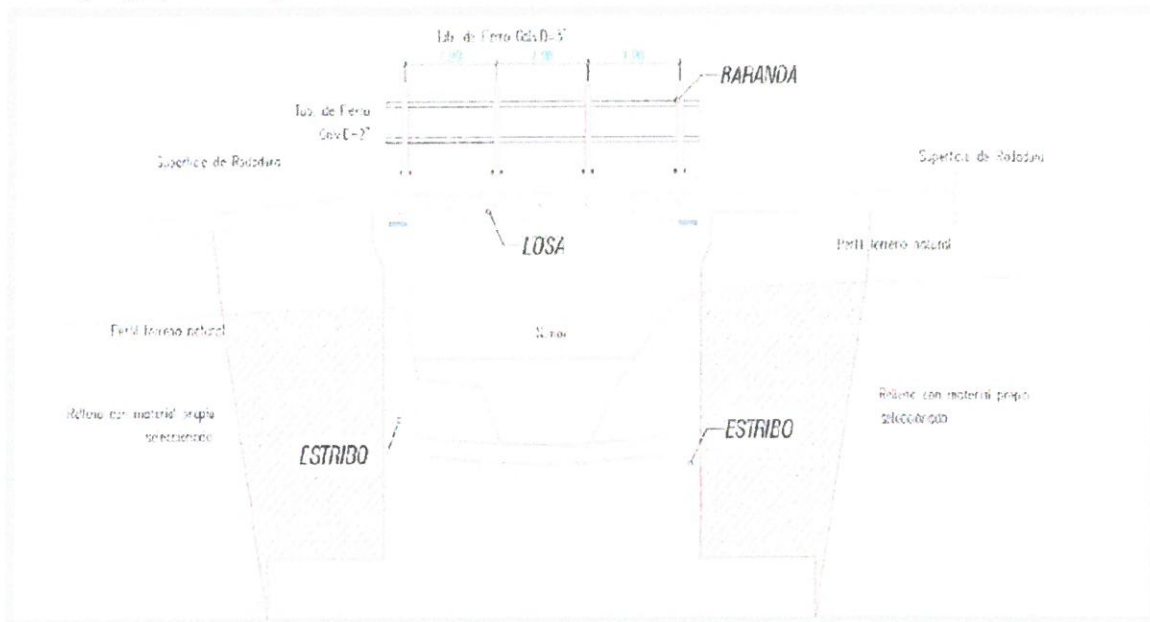 Tub. de Fierro Galv.D=3"
BARANDA
Tub. de Fierro
Galv.D=2"
Superficie de Rodadura
Superficie de Rodadura
LOSA
Perfil terreno natural
Perfil terreno natural
Relleno con material propio
seleccionado
Relleno con material propio
seleccionado
ESTRIBO
ESTRIBO